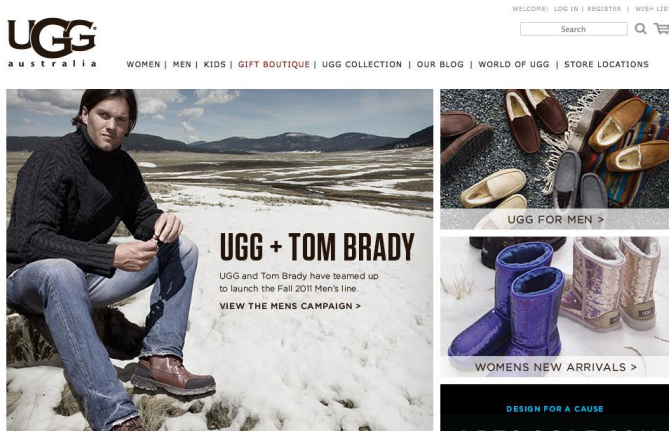 WELCOME: LOG IN | REGISTER | WISH LIS
UGG
australia
Search
WOMEN | MEN | KIDS | GIFT BOUTIQUE | UGG COLLECTION | OUR BLOG | WORLD OF UGG | STORE LOCATIONS
UGG + TOM BRADY
UGG and Tom Brady have teamed up
to launch the Fall 2011 Men's line.
VIEW THE MENS CAMPAIGN >
UGG FOR MEN >
WOMENS NEW ARRIVALS >
DESIGN FOR A CAUSE